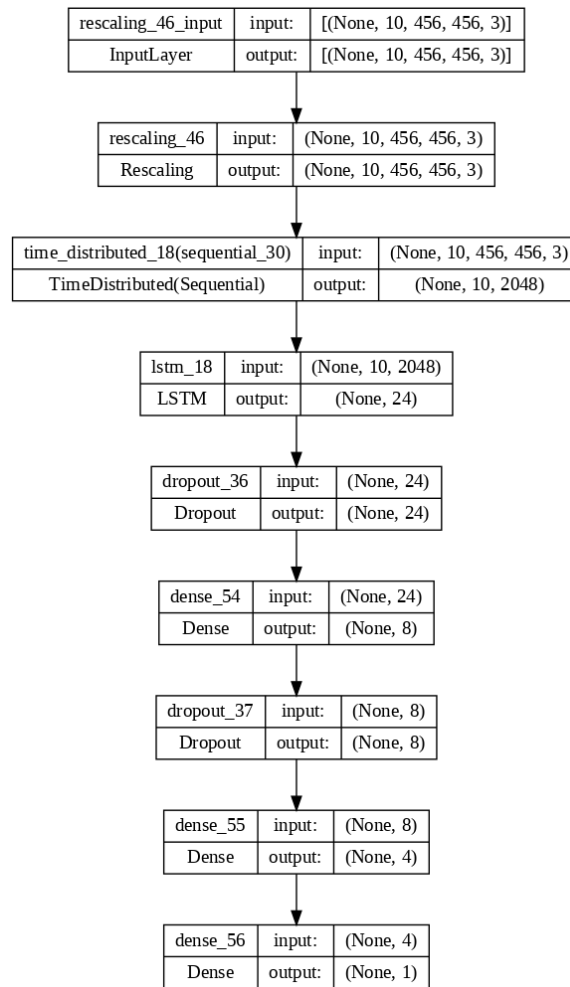 rescaling_46_input input: [(None, 10, 456, 456, 3)]
InputLayer output: [(None, 10, 456, 456, 3)]
rescaling_46 input: (None, 10, 456, 456, 3)
Rescaling output: (None, 10, 456, 456, 3)
time_distributed_18(sequential_30) input: (None, 10, 456, 456, 3)
TimeDistributed(Sequential) output: (None, 10, 2048)
lstm_18 input: (None, 10, 2048)
LSTM output: (None, 24)
dropout_36 input: (None, 24)
Dropout output: (None, 24)
dense_54 input: (None, 24)
Dense output: (None, 8)
dropout_37 input: (None, 8)
Dropout output: (None, 8)
dense_55 input: (None, 8)
Dense output: (None, 4)
dense_56 input: (None, 4)
Dense output: (None, 1)